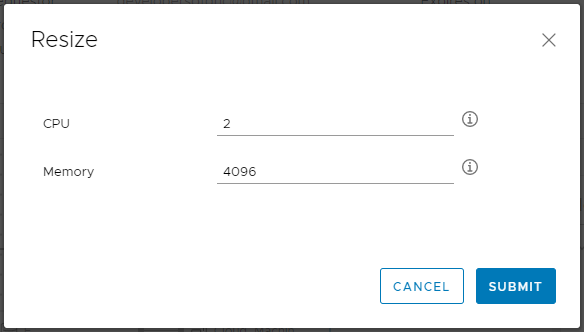 Resize
CPU
2
Memory
4096
CANCEL
SUBMIT